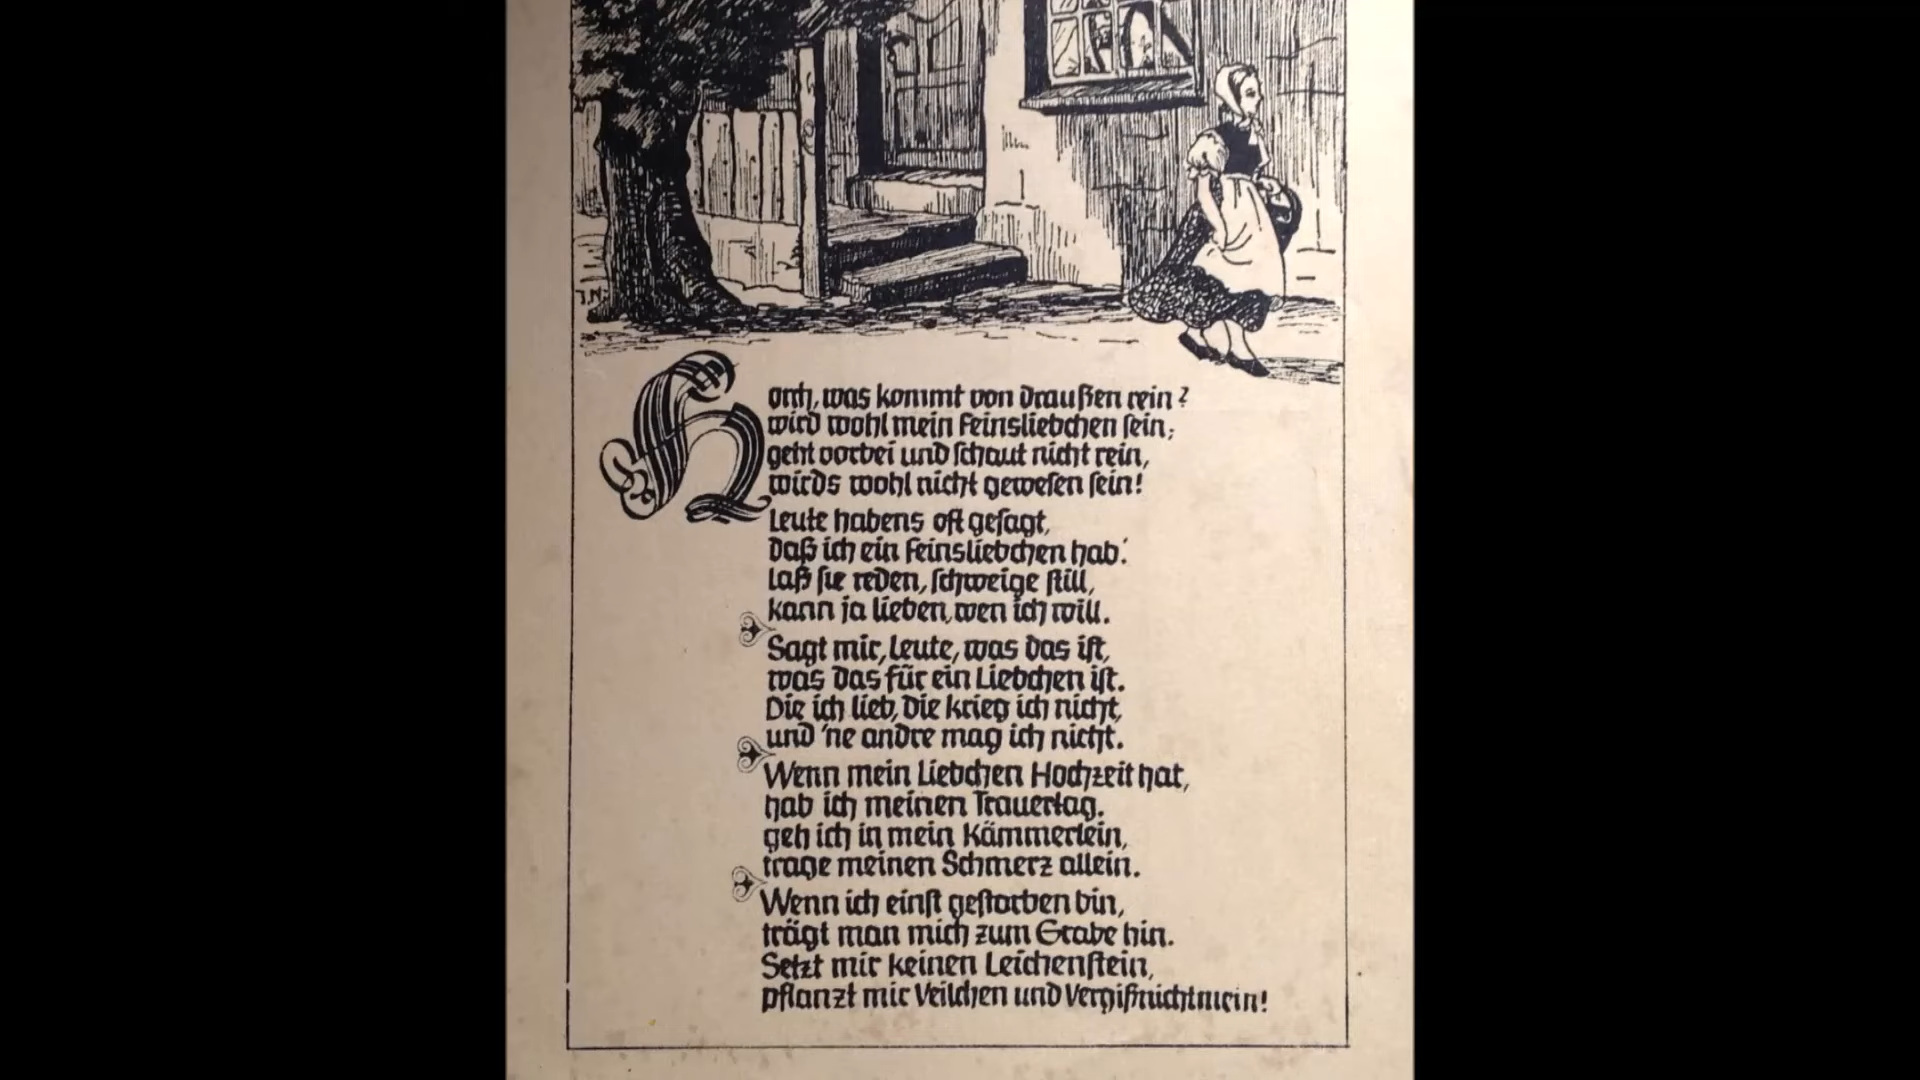 Horch, was kommt von draußen rein?
wird wohl mein Feinsliebchen sein;
geht vorbei und schaut nicht rein,
wirds wohl nicht gewesen sein!
Leute habens oft gesagt,
daß ich ein Feinsliebchen hab'.
Laß sie reden, schweige still,
kann ja lieben, wen ich will.
Sagt mir, Leute, was das ist,
was das für ein Liebchen ist.
Die ich lieb, die krieg ich nicht,
und 'ne andre mag ich nicht.
Wenn mein Liebchen Hochzeit hat,
hab ich meinen Trauertag.
geh ich in mein Kämmerlein,
trage meinen Schmerz allein.
Wenn ich einst gestorben bin,
trägt man mich zum Grabe hin.
Setzt mir keinen Leichenstein,
pflanzt mir Veilchen und Vergißnichtmein!